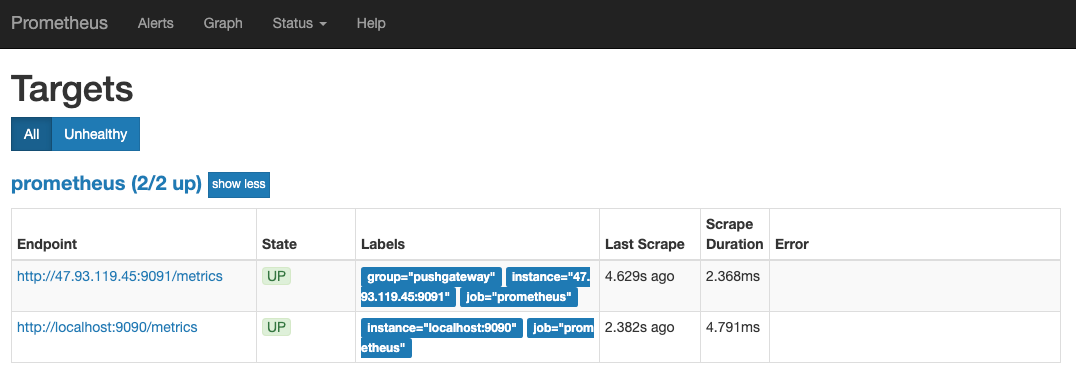 Prometheus Alerts Graph Status Help
Targets
All Unhealthy
prometheus (2/2 up) show less
Endpoint State Labels Last Scrape Scrape Duration Error
http://47.93.119.45:9091/metrics UP group="pushgateway" instance="47.93.119.45:9091" job="prometheus" 4.629s ago 2.368ms
http://localhost:9090/metrics UP instance="localhost:9090" job="prometheus" 2.382s ago 4.791ms